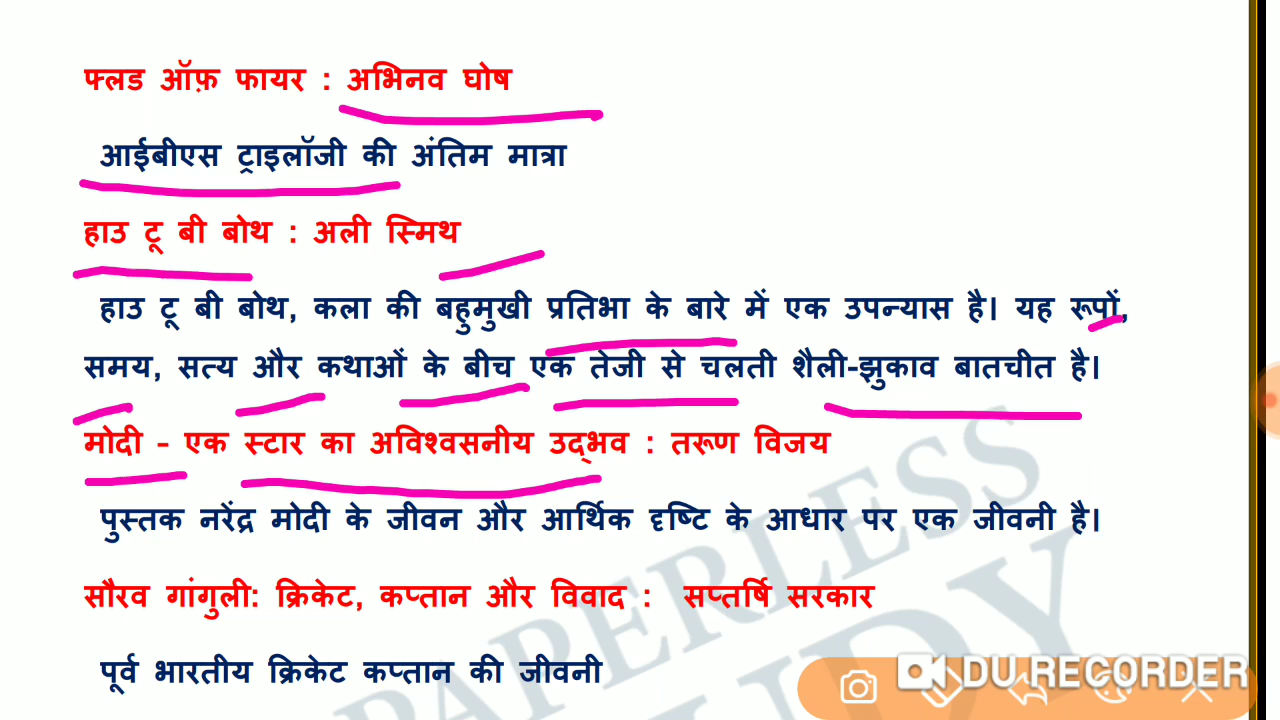 फ्लड ऑफ़ फायर : अभिनव घोष
आईबीएस ट्राइलॉजी की अंतिम मात्रा
हाउ टू बी बोथ : अली स्मिथ
हाउ टू बी बोथ, कला की बहुमुखी प्रतिभा के बारे में एक उपन्यास है। यह रूपों,
समय, सत्य और कथाओं के बीच एक तेजी से चलती शैली-झुकाव बातचीत है।
मोदी - एक स्टार का अविश्वसनीय उद्भव : तरूण विजय
पुस्तक नरेंद्र मोदी के जीवन और आर्थिक दृष्टि के आधार पर एक जीवनी है।
सौरव गांगुली: क्रिकेट, कप्तान और विवाद : सप्तर्षि सरकार
पूर्व भारतीय क्रिकेट कप्तान की जीवनी
PAPERLESS
STUDY
DU RECORDER